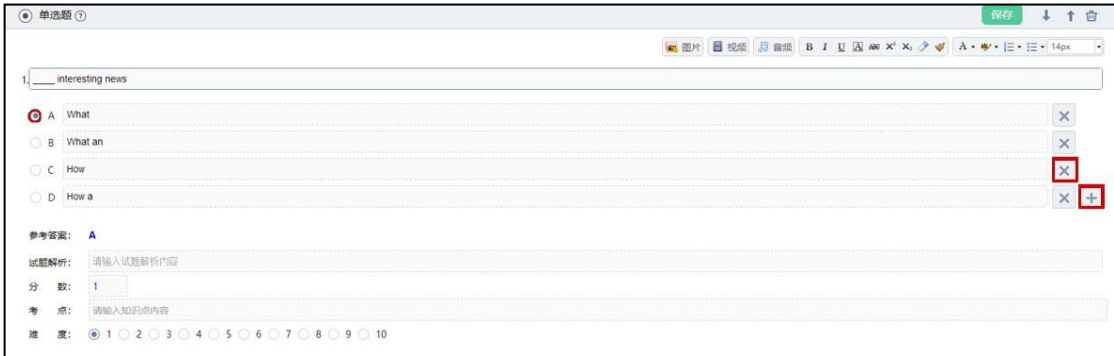 单选题 ? 保存
图片 视频 音频 B I U A ABC X² X₂ A 14px
1. ____ interesting news
A What
B What an
C How
D How a
参考答案： A
试题解析： 请输入试题解析内容
分 数： 1
考 点： 请输入知识点内容
难 度： 1 2 3 4 5 6 7 8 9 10